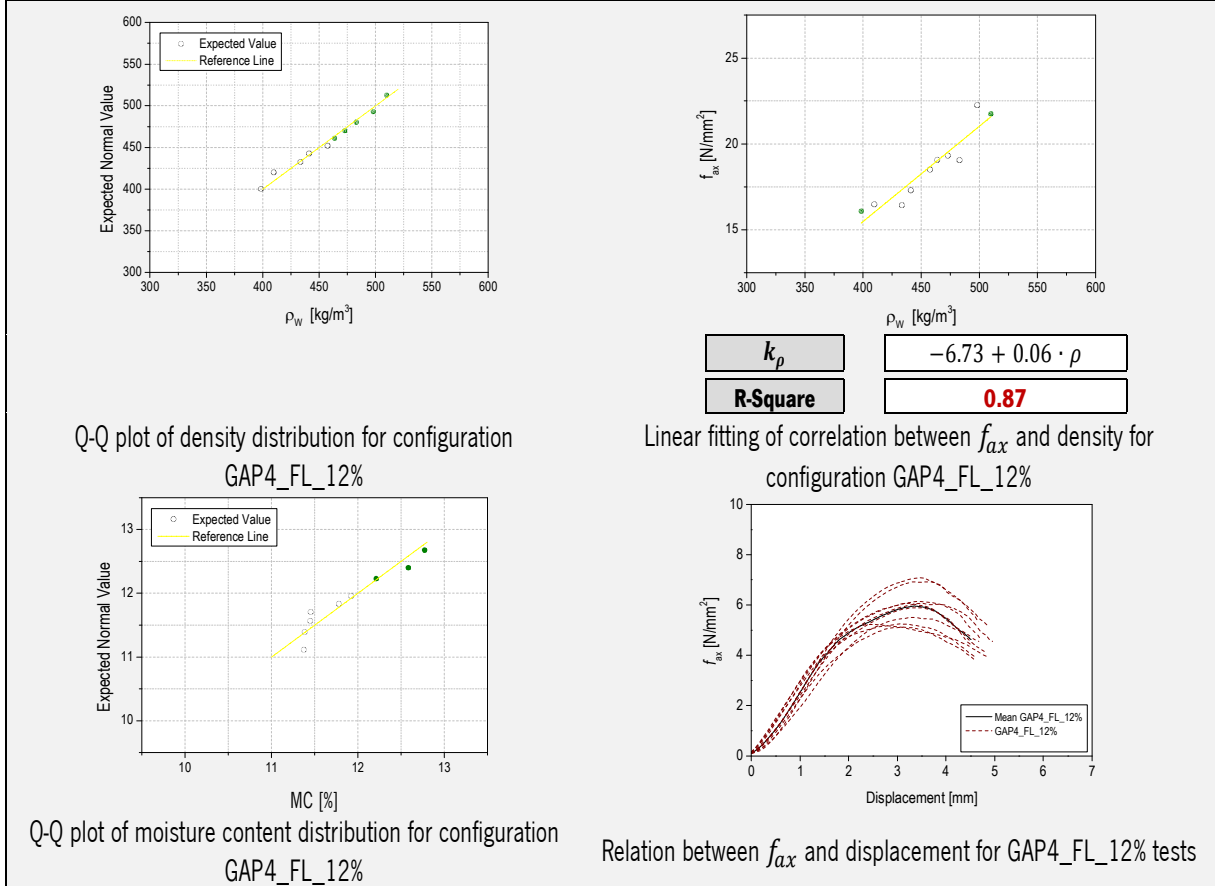 600
550
500
450
400
350
300
Expected Normal Value
Expected Value
Reference Line
300 350 400 450 500 550 600
ρW [kg/m³]
Q-Q plot of density distribution for configuration
GAP4_FL_12%
25
20
15
fax [N/mm²]
300 350 400 450 500 550 600
ρW [kg/m³]
kρ −6.73 + 0.06 · ρ
R-Square 0.87
Linear fitting of correlation between fax and density for
configuration GAP4_FL_12%
13
12
11
10
Expected Normal Value
Expected Value
Reference Line
10 11 12 13
MC [%]
Q-Q plot of moisture content distribution for configuration
GAP4_FL_12%
10
8
6
4
2
0
fax [N/mm²]
Mean GAP4_FL_12%
GAP4_FL_12%
0 1 2 3 4 5 6 7
Displacement [mm]
Relation between fax and displacement for GAP4_FL_12% tests